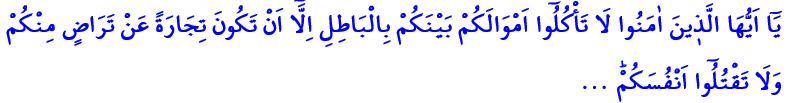 يَٓا اَيُّهَا الَّذ۪ينَ اٰمَنُوا لَا تَأْكُلُٓوا اَمْوَالَكُمْ بَيْنَكُمْ بِالْبَاطِلِ اِلَّٓا اَنْ تَكُونَ تِجَارَةً عَنْ تَرَاضٍ مِنْكُمْ
وَلَا تَقْتُلُٓوا اَنْفُسَكُمْۜ ...